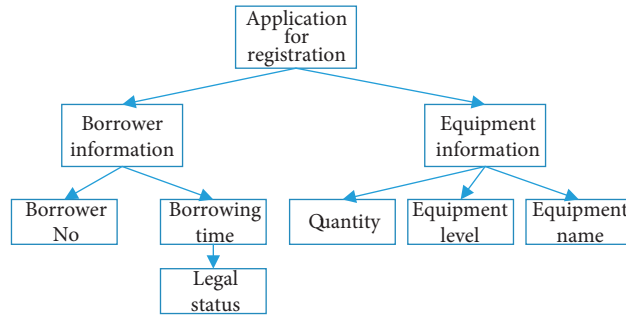 Application
for
registration
Borrower
information
Equipment
information
Borrower
No
Borrowing
time
Quantity
Equipment
level
Equipment
name
Legal
status